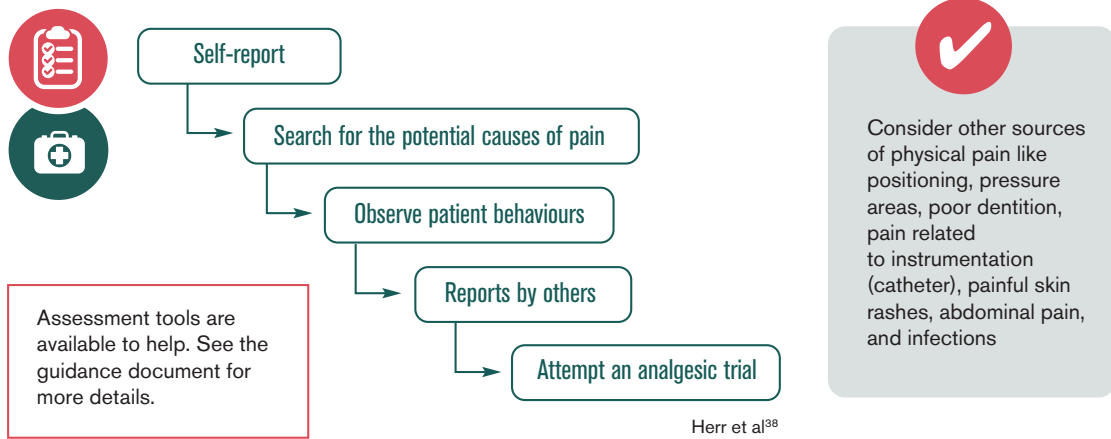 Self-report
Search for the potential causes of pain
Observe patient behaviours
Reports by others
Attempt an analgesic trial
Herr et al³⁸
Assessment tools are
available to help. See the
guidance document for
more details.
Consider other sources
of physical pain like
positioning, pressure
areas, poor dentition,
pain related
to instrumentation
(catheter), painful skin
rashes, abdominal pain,
and infections